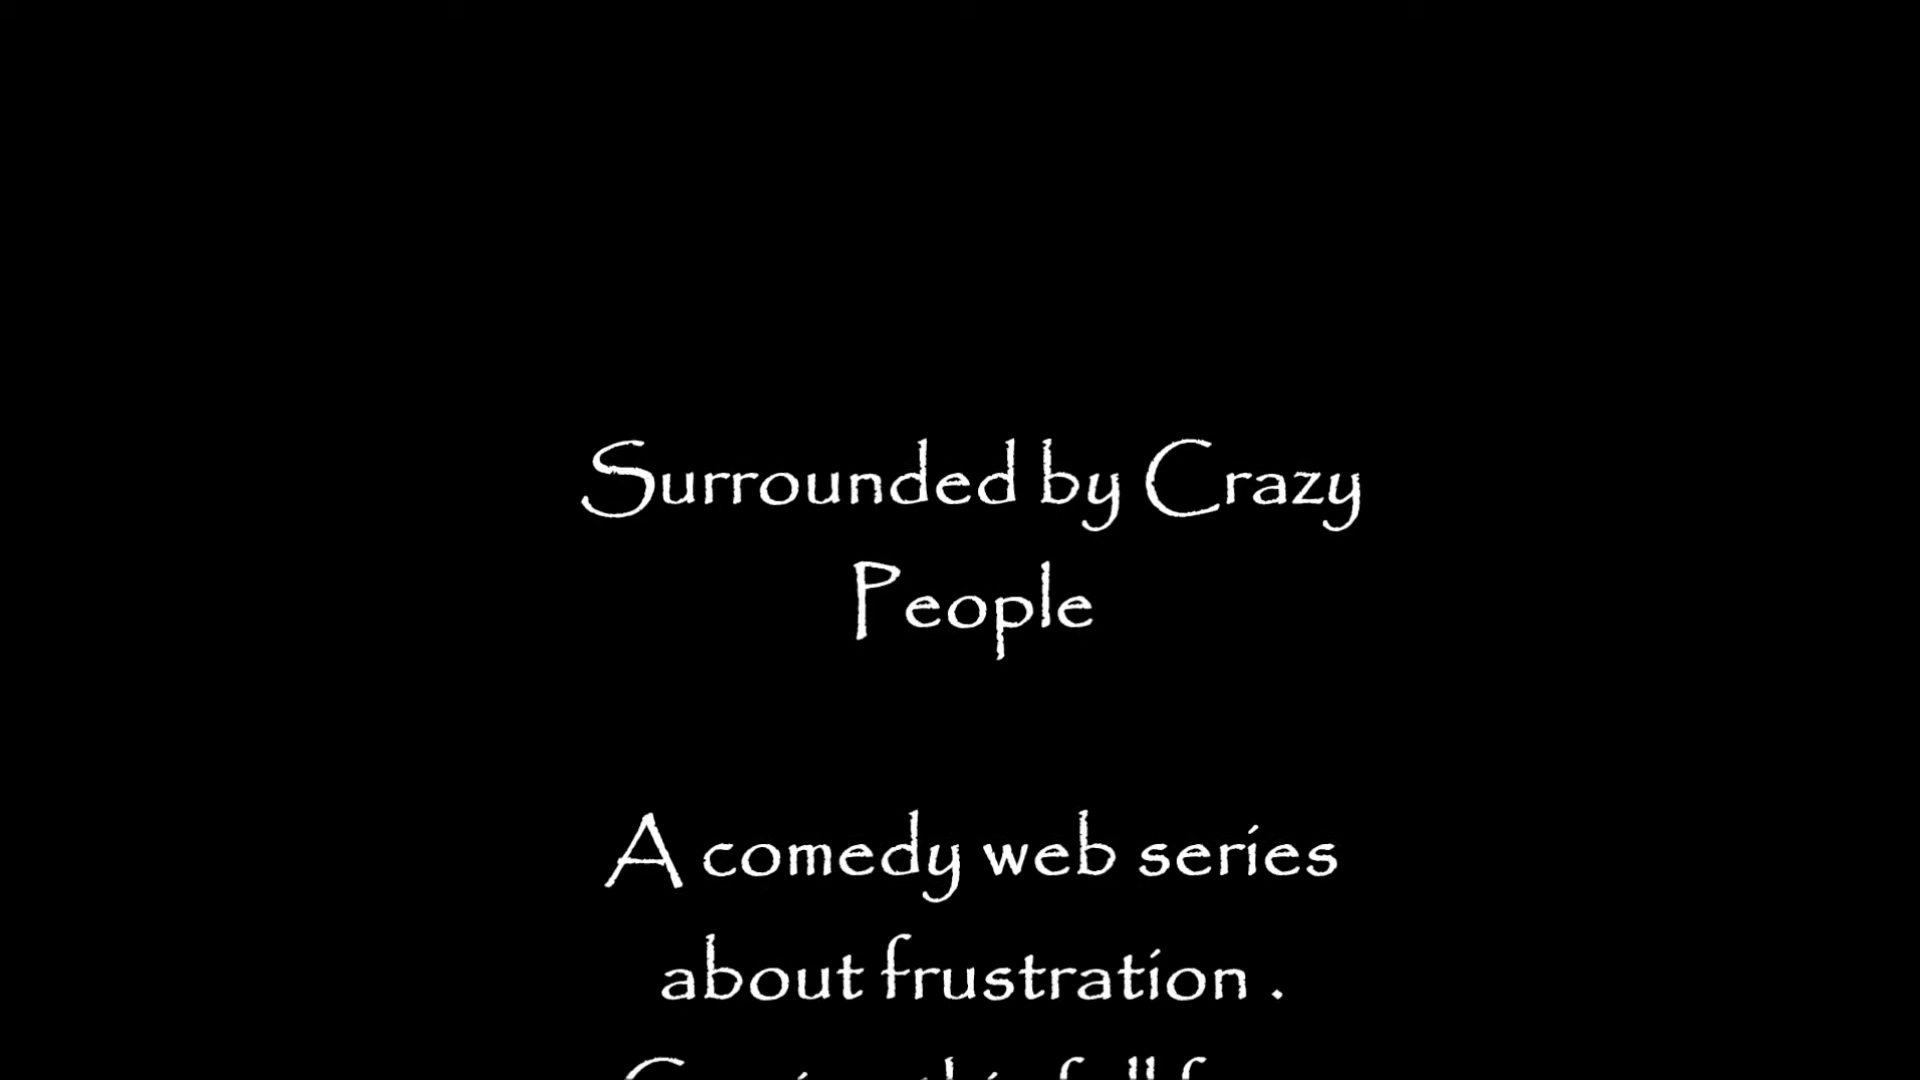 Surrounded by Crazy
People
A comedy web series
about frustration .